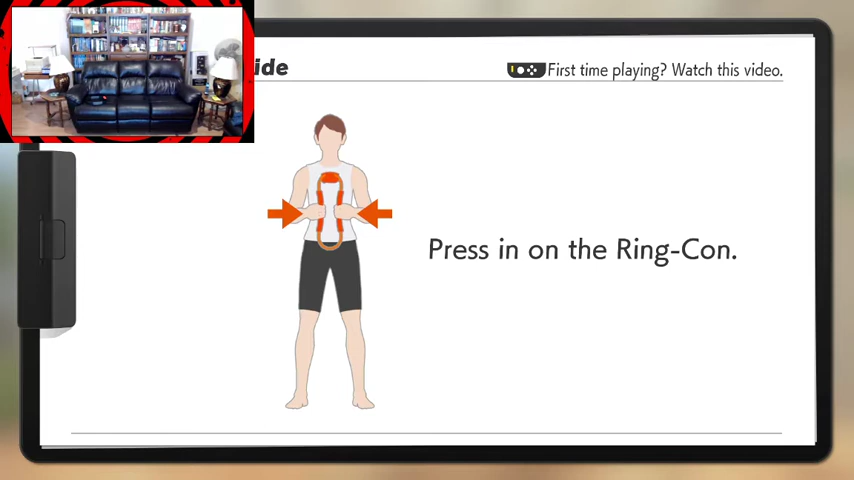 ide
First time playing? Watch this video.
Press in on the Ring-Con.